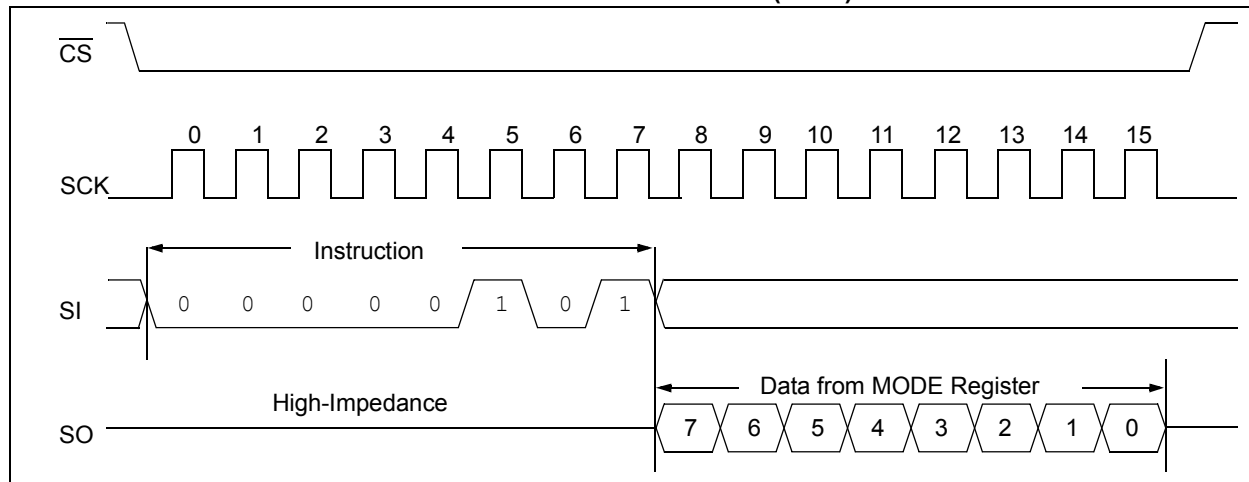 CS
0 1 2 3 4 5 6 7 8 9 10 11 12 13 14 15
SCK
Instruction
SI 0 0 0 0 0 1 0 1
Data from MODE Register
High-Impedance
SO 7 6 5 4 3 2 1 0